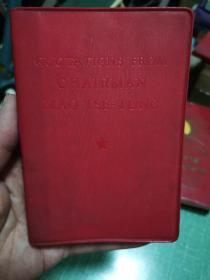 QUOTATIONS FROM
CHAIRMAN
MAO TSE-TUNG